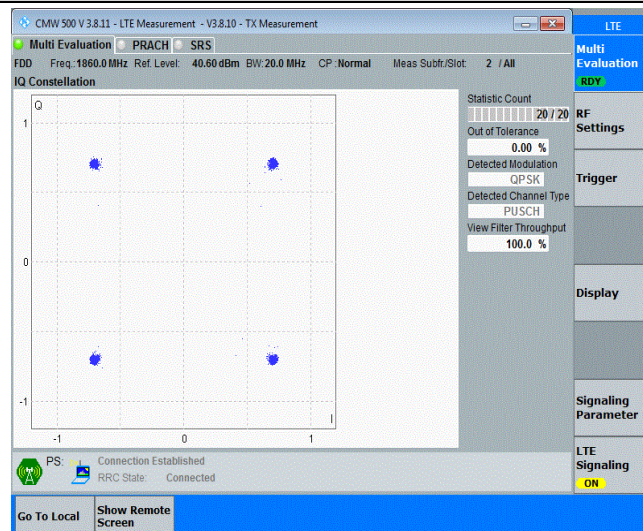 CMW 500 V 3.8.11 - LTE Measurement - V3.8.10 - TX Measurement
LTE
Multi Evaluation PRACH SRS
FDD Freq.:1860.0 MHz Ref. Level: 40.60 dBm BW:20.0 MHz CP :Normal Meas Subfr./Slot: 2 / All
IQ Constellation
Q
1
0
-1
-1 0 1
I
Statistic Count
20 / 20
Out of Tolerance
0.00 %
Detected Modulation
QPSK
Detected Channel Type
PUSCH
View Filter Throughput
100.0 %
Multi
Evaluation
RDY
RF
Settings
Trigger
Display
Signaling
Parameter
LTE
Signaling
ON
PS: Connection Established
RRC State: Connected
Go To Local
Show Remote
Screen